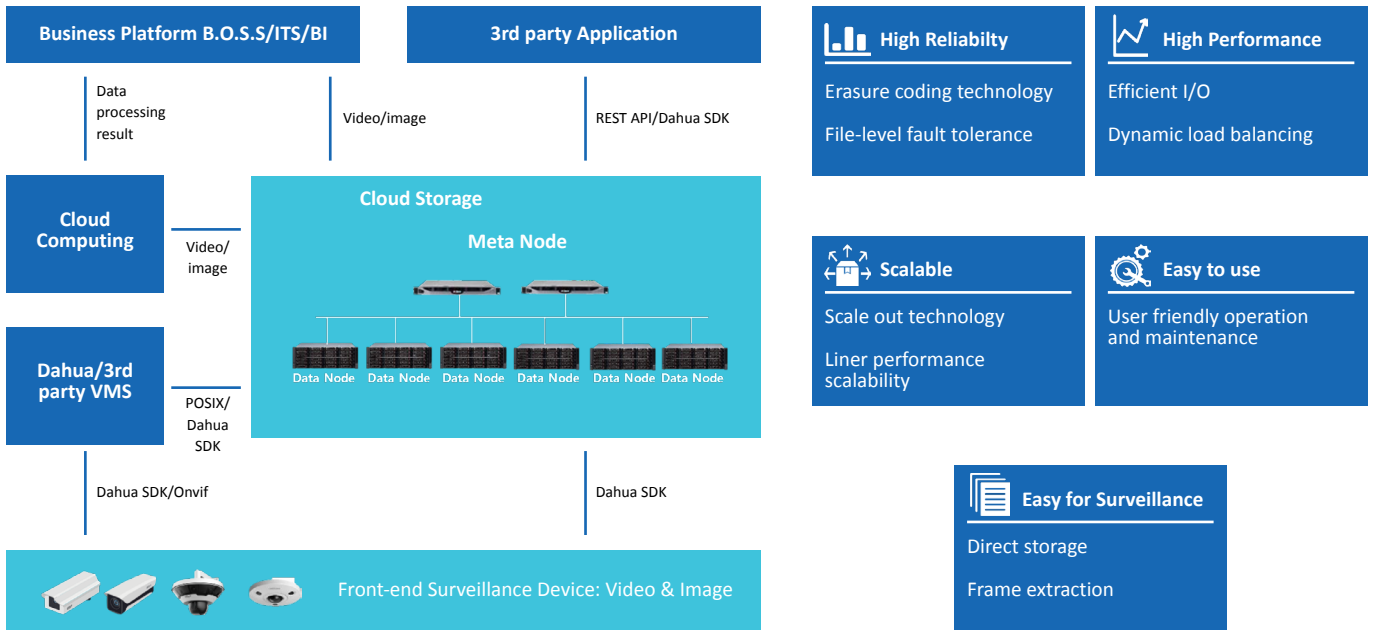 Business Platform B.O.S.S/ITS/BI
3rd party Application
Data
processing
result
Video/image
REST API/Dahua SDK
Cloud
Computing
Video/
image
Cloud Storage
Meta Node
Data Node
Data Node
Data Node
Data Node
Data Node
Data Node
Dahua/3rd
party VMS
POSIX/
Dahua
SDK
Dahua SDK/Onvif
Dahua SDK
Front-end Surveillance Device: Video & Image
High Reliabilty
Erasure coding technology
File-level fault tolerance
High Performance
Efficient I/O
Dynamic load balancing
Scalable
Scale out technology
Liner performance
scalability
Easy to use
User friendly operation
and maintenance
Easy for Surveillance
Direct storage
Frame extraction